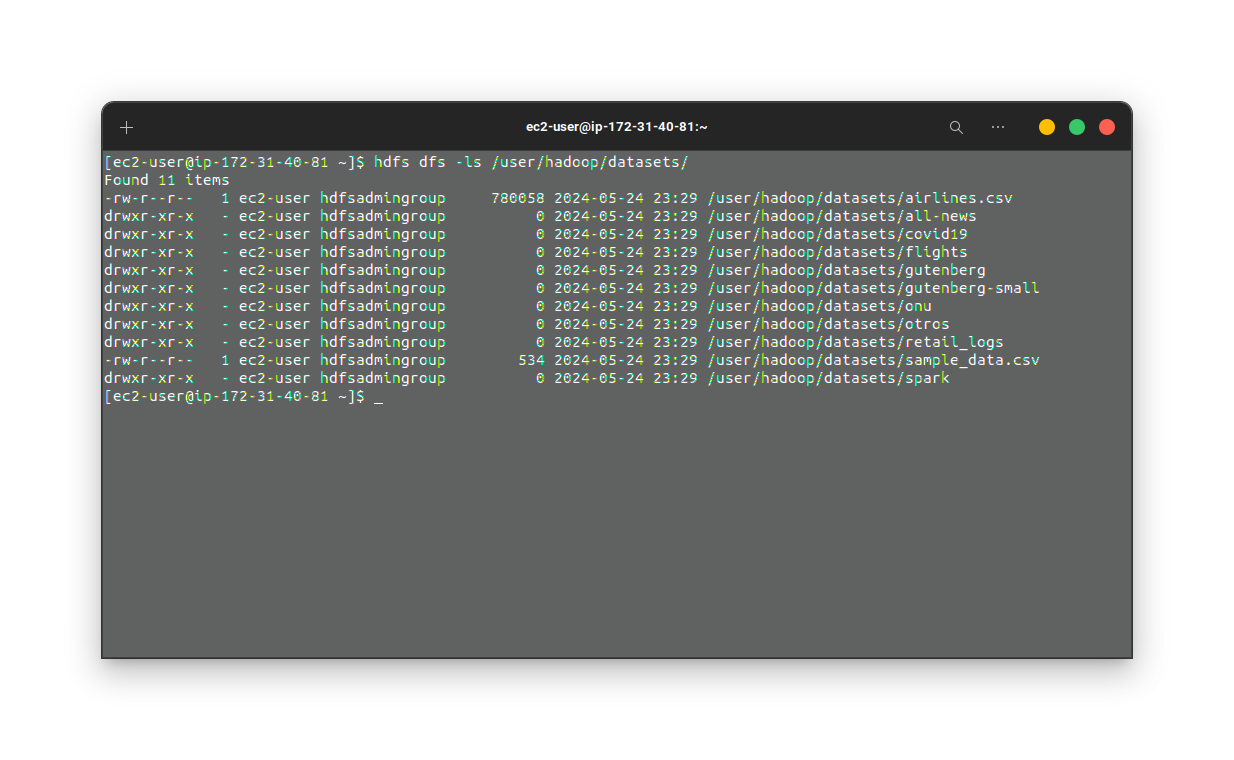 ec2-user@ip-172-31-40-81:~
[ec2-user@ip-172-31-40-81 ~]$ hdfs dfs -ls /user/hadoop/datasets/
Found 11 items
-rw-r--r--   1 ec2-user hdfsadmingroup     780058 2024-05-24 23:29 /user/hadoop/datasets/airlines.csv
drwxr-xr-x   - ec2-user hdfsadmingroup          0 2024-05-24 23:29 /user/hadoop/datasets/all-news
drwxr-xr-x   - ec2-user hdfsadmingroup          0 2024-05-24 23:29 /user/hadoop/datasets/covid19
drwxr-xr-x   - ec2-user hdfsadmingroup          0 2024-05-24 23:29 /user/hadoop/datasets/flights
drwxr-xr-x   - ec2-user hdfsadmingroup          0 2024-05-24 23:29 /user/hadoop/datasets/gutenberg
drwxr-xr-x   - ec2-user hdfsadmingroup          0 2024-05-24 23:29 /user/hadoop/datasets/gutenberg-small
drwxr-xr-x   - ec2-user hdfsadmingroup          0 2024-05-24 23:29 /user/hadoop/datasets/onu
drwxr-xr-x   - ec2-user hdfsadmingroup          0 2024-05-24 23:29 /user/hadoop/datasets/otros
drwxr-xr-x   - ec2-user hdfsadmingroup          0 2024-05-24 23:29 /user/hadoop/datasets/retail_logs
-rw-r--r--   1 ec2-user hdfsadmingroup        534 2024-05-24 23:29 /user/hadoop/datasets/sample_data.csv
drwxr-xr-x   - ec2-user hdfsadmingroup          0 2024-05-24 23:29 /user/hadoop/datasets/spark
[ec2-user@ip-172-31-40-81 ~]$ _